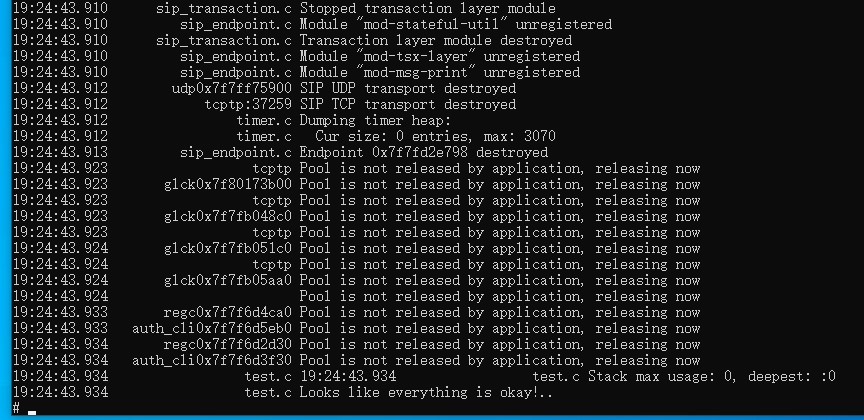 19:24:43.910 sip_transaction.c Stopped transaction layer module
19:24:43.910 sip_endpoint.c Module "mod-stateful-util" unregistered
19:24:43.910 sip_transaction.c Transaction layer module destroyed
19:24:43.910 sip_endpoint.c Module "mod-tsx-layer" unregistered
19:24:43.910 sip_endpoint.c Module "mod-msg-print" unregistered
19:24:43.912 udp0x7f7ff75900 SIP UDP transport destroyed
19:24:43.912 tcptp:37259 SIP TCP transport destroyed
19:24:43.912 timer.c Dumping timer heap:
19:24:43.912 timer.c Cur size: 0 entries, max: 3070
19:24:43.913 sip_endpoint.c Endpoint 0x7f7fd2e798 destroyed
19:24:43.923 tcptp Pool is not released by application, releasing now
19:24:43.923 glck0x7f80173b00 Pool is not released by application, releasing now
19:24:43.923 tcptp Pool is not released by application, releasing now
19:24:43.923 glck0x7f7fb048c0 Pool is not released by application, releasing now
19:24:43.923 tcptp Pool is not released by application, releasing now
19:24:43.924 glck0x7f7fb051c0 Pool is not released by application, releasing now
19:24:43.924 tcptp Pool is not released by application, releasing now
19:24:43.924 glck0x7f7fb05aa0 Pool is not released by application, releasing now
19:24:43.924 Pool is not released by application, releasing now
19:24:43.933 regc0x7f7f6d4ca0 Pool is not released by application, releasing now
19:24:43.933 auth_cli0x7f7f6d5eb0 Pool is not released by application, releasing now
19:24:43.934 regc0x7f7f6d2d30 Pool is not released by application, releasing now
19:24:43.934 auth_cli0x7f7f6d3f30 Pool is not released by application, releasing now
19:24:43.934 test.c 19:24:43.934 test.c Stack max usage: 0, deepest: :0
19:24:43.934 test.c Looks like everything is okay!..
#